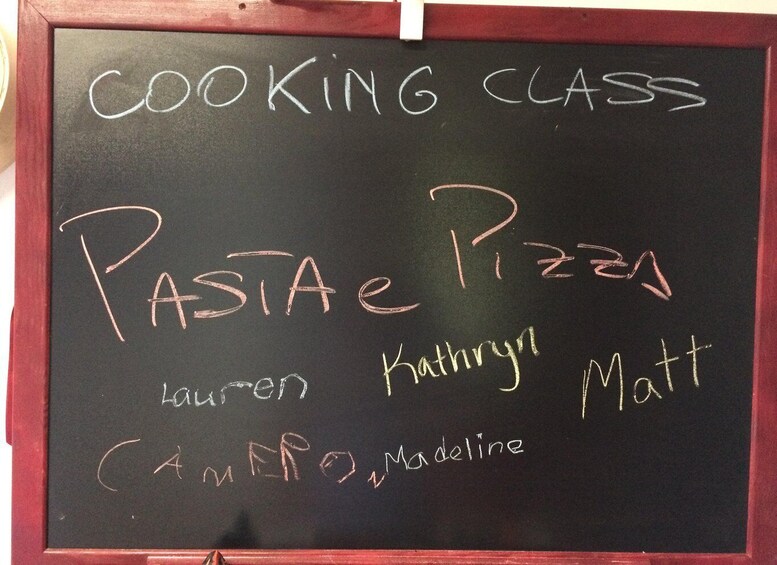 COOKING CLASS
PASTA e PIZZA
Lauren Kathryn Matt
Madeline